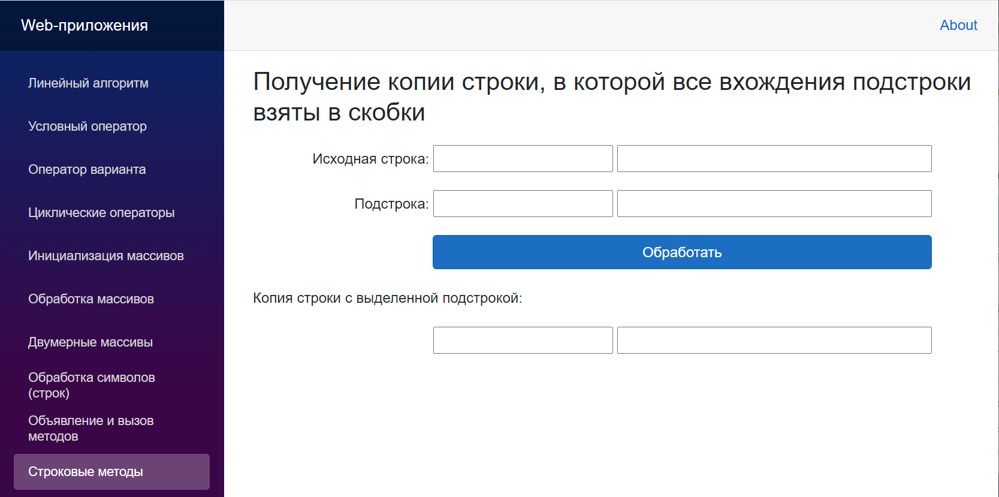 Web-приложения
About
Линейный алгоритм
Условный оператор
Оператор варианта
Циклические операторы
Инициализация массивов
Обработка массивов
Двумерные массивы
Обработка символов
(строк)
Объявление и вызов
методов
Строковые методы
Получение копии строки, в которой все вхождения подстроки
взяты в скобки
Исходная строка:
Подстрока:
Обработать
Копия строки с выделенной подстрокой: